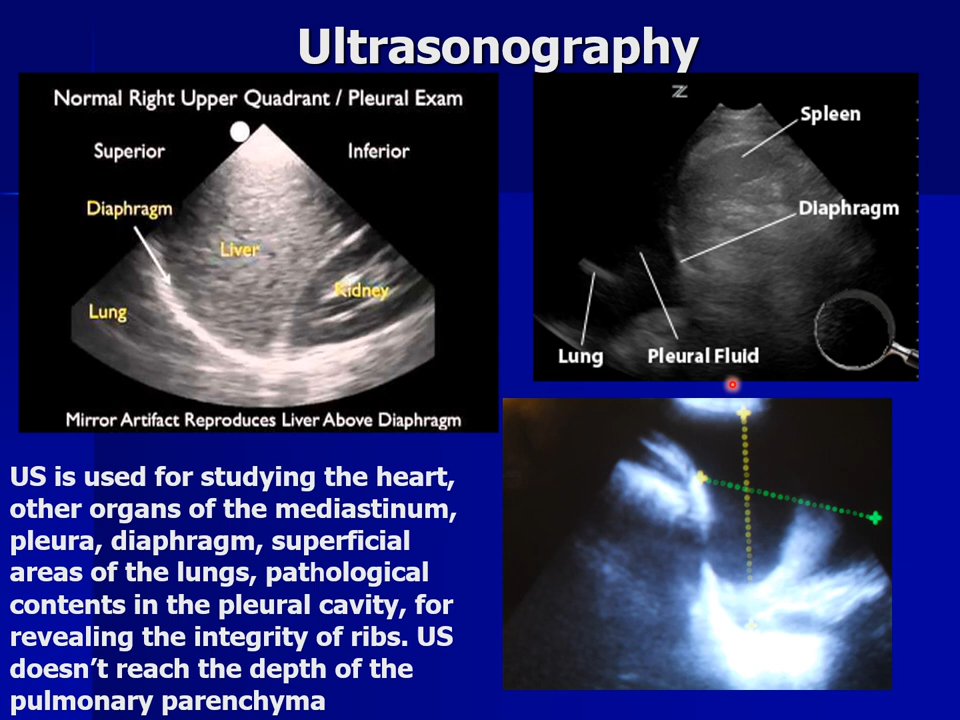 Ultrasonography
Normal Right Upper Quadrant / Pleural Exam
Superior
Inferior
Diaphragm
Liver
Kidney
Lung
Mirror Artifact Reproduces Liver Above Diaphragm
Z
Spleen
Diaphragm
Lung
Pleural Fluid
US is used for studying the heart,
other organs of the mediastinum,
pleura, diaphragm, superficial
areas of the lungs, pathological
contents in the pleural cavity, for
revealing the integrity of ribs. US
doesn’t reach the depth of the
pulmonary parenchyma